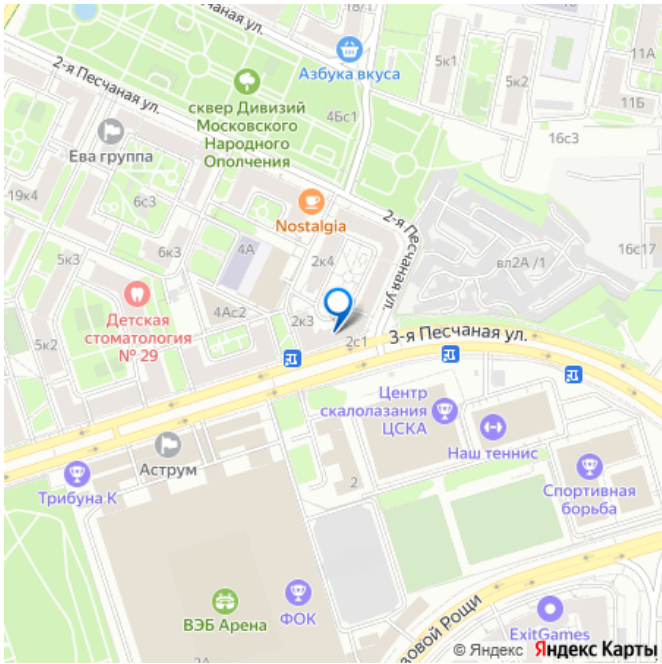 18/1
ул.
11А
5к1
5к2
Азбука вкуса
2-я Песчаная ул.
11Б
сквер Дивизий
Московского
Народного
Ополчения
4Бс1
16с3
Ева группа
19к4
6с3
Nostalgia
2-я Песчаная ул.
4А
6к3
5к3
2к4
вл2А /1
16с17
Детская
стоматология
№ 29
4Ас2
2к3
5к2
2с1
3-я Песчаная ул.
Центр
скалолазания
ЦСКА
Наш теннис
Аструм
Трибуна К
2
Спортивная
борьба
ВЭБ Арена
ФОК
зовой Рощи
ExitGames
2А
© Яндекс Яндекс Карты